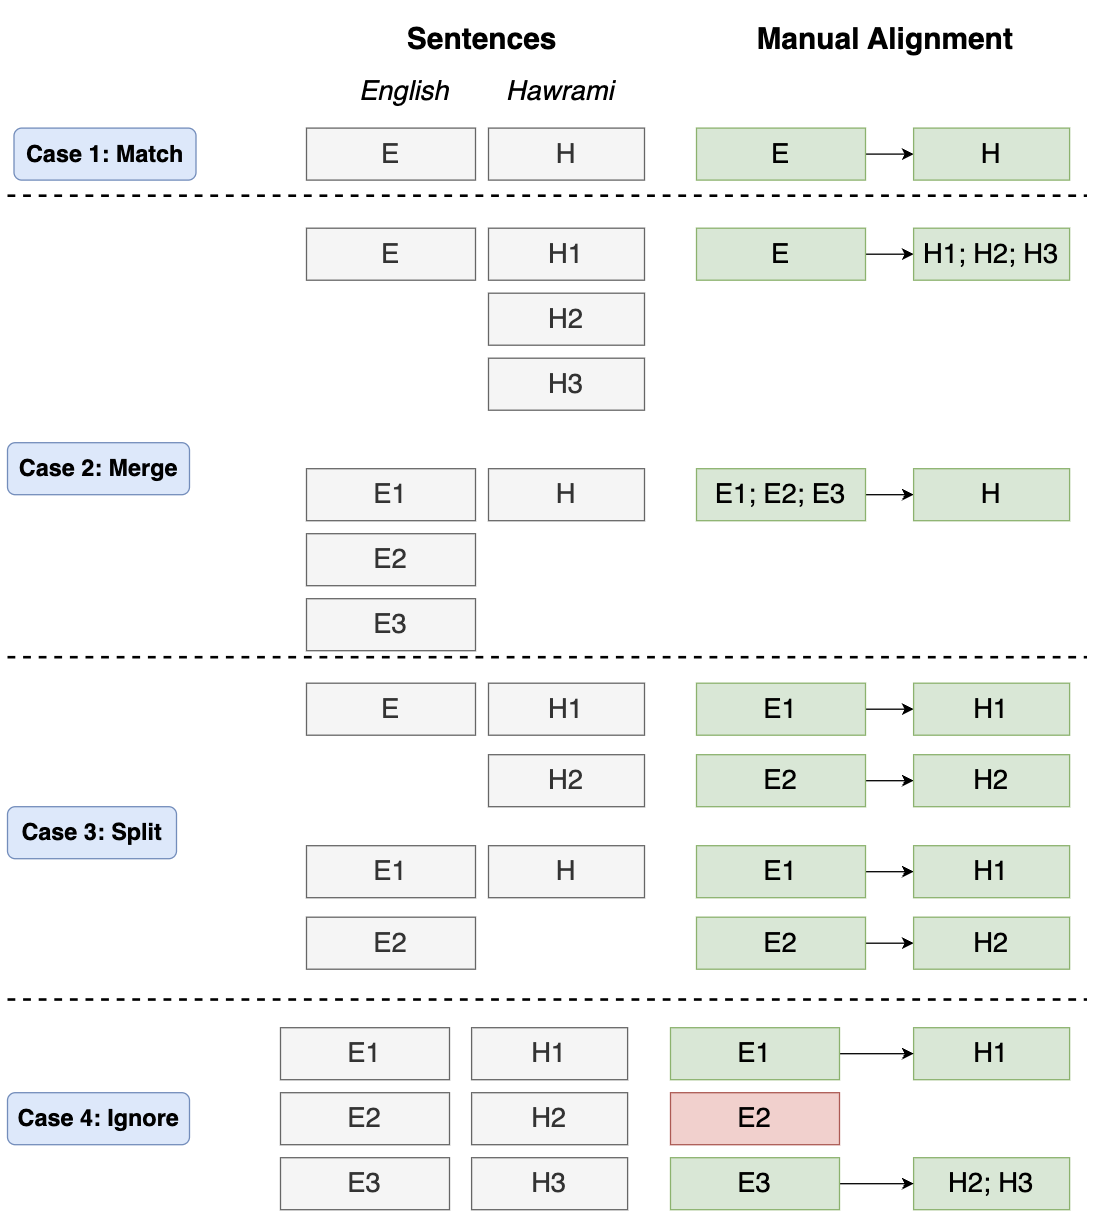 Sentences Manual Alignment
English Hawrami
Case 1: Match E H E H
E H1 E H1; H2; H3
H2
H3
Case 2: Merge
E1 H E1; E2; E3 H
E2
E3
E H1 E1 H1
H2 E2 H2
Case 3: Split
E1 H E1 H1
E2 E2 H2
E1 H1 E1 H1
Case 4: Ignore E2 H2 E2
E3 H3 E3 H2; H3